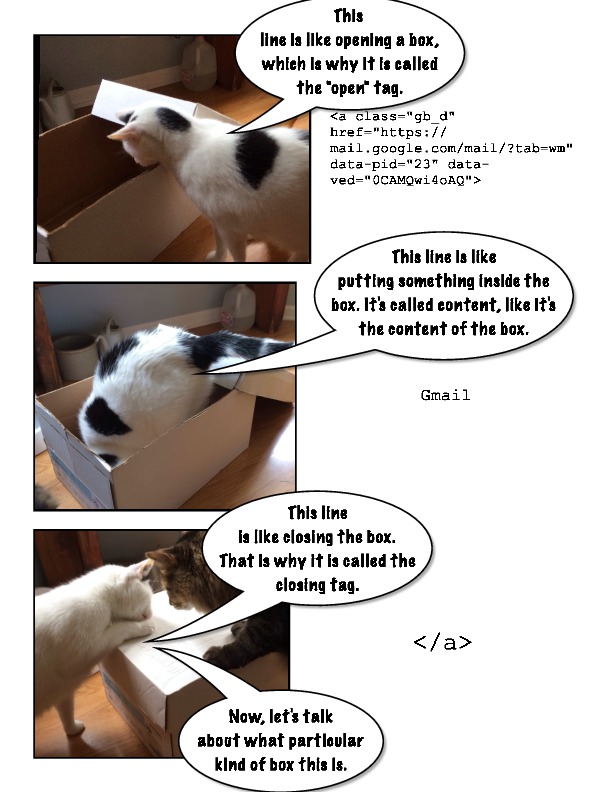 This
line is like opening a box,
which is why it is called
the "open" tag.
<a class="gb_d"
href="https://
mail.google.com/mail/?tab=wm"
data-pid="23" data-
ved="0CAMQwi4oAQ">
This line is like
putting something inside the
box. It's called content, like it's
the content of the box.
Gmail
This line
is like closing the box.
That is why it is called the
closing tag.
</a>
Now, let's talk
about what particular
kind of box this is.